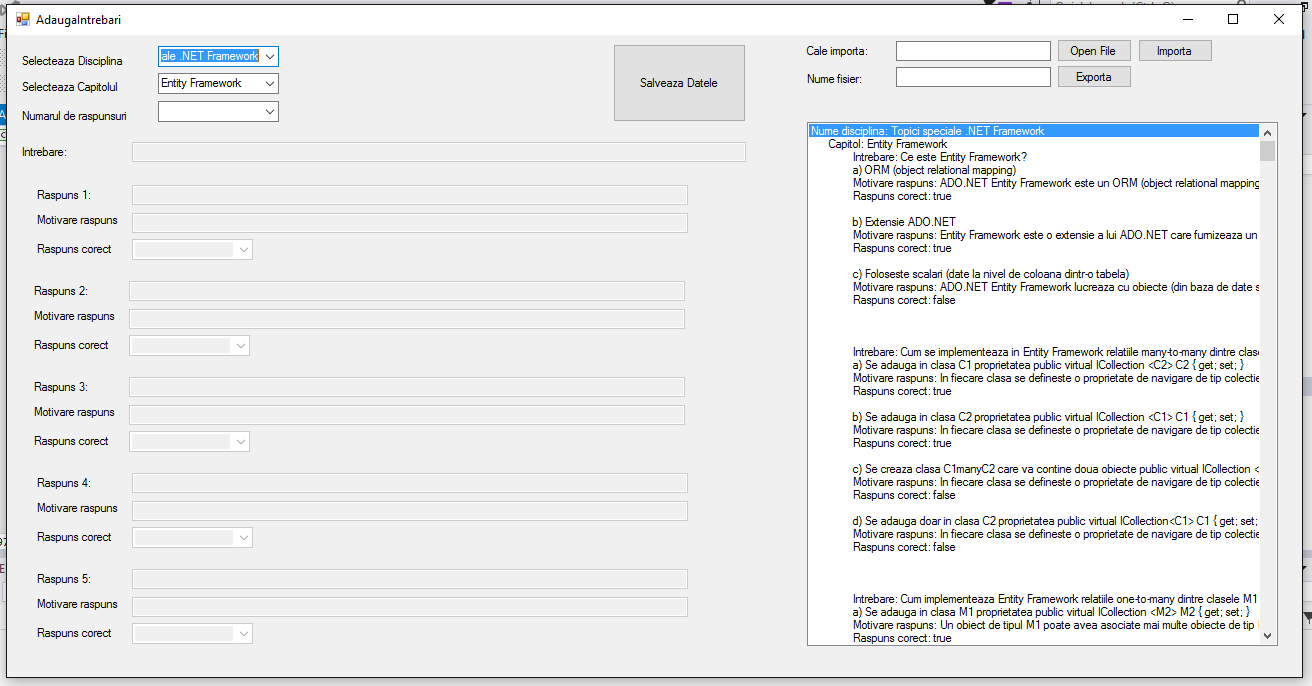 AdaugaIntrebari
Selecteaza Disciplina
ale .NET Framework
Selecteaza Capitolul
Entity Framework
Numarul de raspunsuri
Salveaza Datele
Cale importa:
Open File
Importa
Nume fisier:
Exporta
Intrebare:
Raspuns 1:
Motivare raspuns
Raspuns corect
Raspuns 2:
Motivare raspuns
Raspuns corect
Raspuns 3:
Motivare raspuns
Raspuns corect
Raspuns 4:
Motivare raspuns
Raspuns corect
Raspuns 5:
Motivare raspuns
Raspuns corect
Nume disciplina: Topici speciale .NET Framework
Capitol: Entity Framework
Intrebare: Ce este Entity Framework?
a) ORM (object relational mapping)
Motivare raspuns: ADO.NET Entity Framework este un ORM (object relational mapping
Raspuns corect: true
b) Extensie ADO.NET
Motivare raspuns: Entity Framework este o extensie a lui ADO.NET care furnizeaza un
Raspuns corect: true
c) Foloseste scalari (date la nivel de coloana dintr-o tabela)
Motivare raspuns: ADO.NET Entity Framework lucreaza cu obiecte (din baza de date s
Raspuns corect: false
Intrebare: Cum se implementeaza in Entity Framework relatiile many-to-many dintre clase
a) Se adauga in clasa C1 proprietatea public virtual ICollection <C2> C2 { get; set; }
Motivare raspuns: In fiecare clasa se defineste o proprietate de navigare de tip colectie
Raspuns corect: true
b) Se adauga in clasa C2 proprietatea public virtual ICollection <C1> C1 { get; set; }
Motivare raspuns: In fiecare clasa se defineste o proprietate de navigare de tip colectie
Raspuns corect: true
c) Se creaza clasa C1manyC2 care va contine doua obiecte public virtual ICollection <
Motivare raspuns: In fiecare clasa se defineste o proprietate de navigare de tip colectie
Raspuns corect: false
d) Se adauga doar in clasa C2 proprietatea public virtual ICollection<C1> C1 { get; set;
Motivare raspuns: In fiecare clasa se defineste o proprietate de navigare de tip colectie
Raspuns corect: false
Intrebare: Cum implementeaza Entity Framework relatiile one-to-many dintre clasele M1
a) Se adauga in clasa M1 proprietatea public virtual ICollection <M2> M2 { get; set; }
Motivare raspuns: Un obiect de tipul M1 poate avea asociate mai multe obiecte de tip
Raspuns corect: true